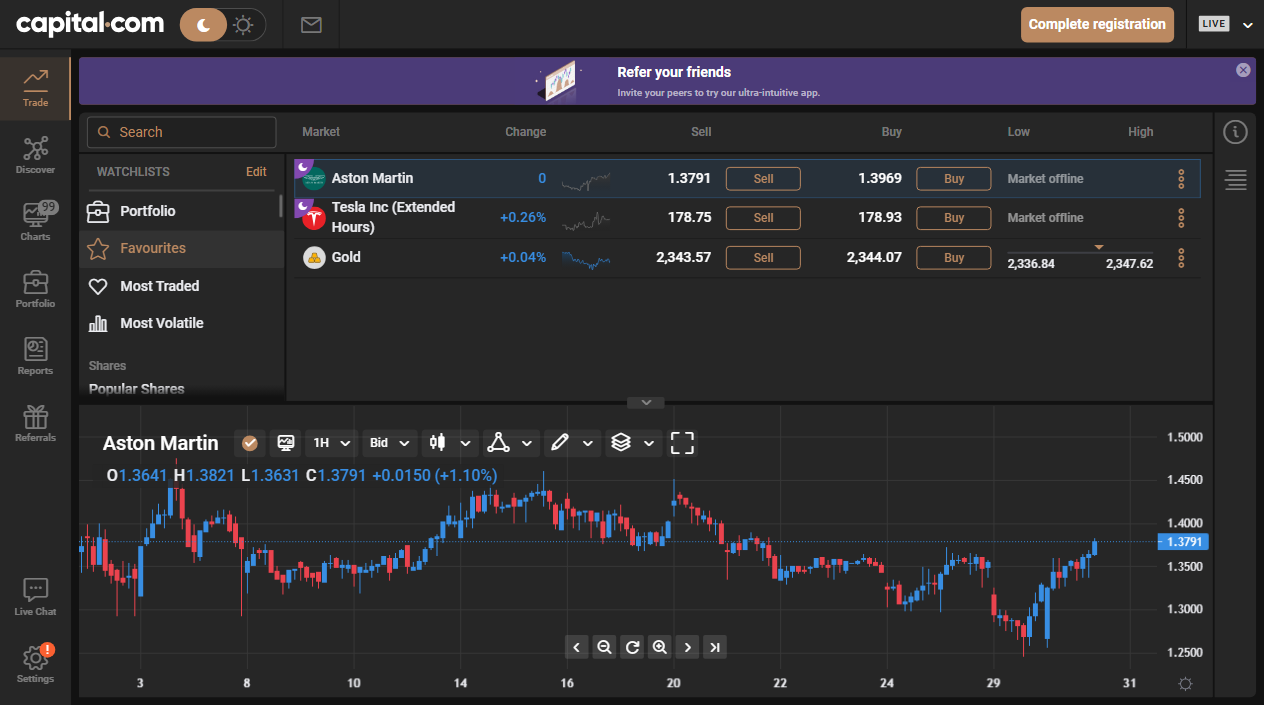 capital.com
Complete registration
LIVE
Refer your friends
Invite your peers to try our ultra-intuitive app.
Trade
Discover
99
Charts
Portfolio
Reports
Referrals
Live Chat
!
Settings
Search
WATCHLISTS Edit
Portfolio
Favourites
Most Traded
Most Volatile
Shares
Popular Shares
Market Change Sell Buy Low High
Aston Martin 0 1.3791 Sell 1.3969 Buy Market offline
Tesla Inc (Extended
Hours) +0.26% 178.75 Sell 178.93 Buy Market offline
Gold +0.04% 2,343.57 Sell 2,344.07 Buy 2,336.84 2,347.62
Aston Martin 1H Bid
O1.3641 H1.3821 L1.3631 C1.3791 +0.0150 (+1.10%)
1.5000
1.4500
1.4000
1.3791
1.3500
1.3000
1.2500
3 8 10 14 16 20 22 24 29 31